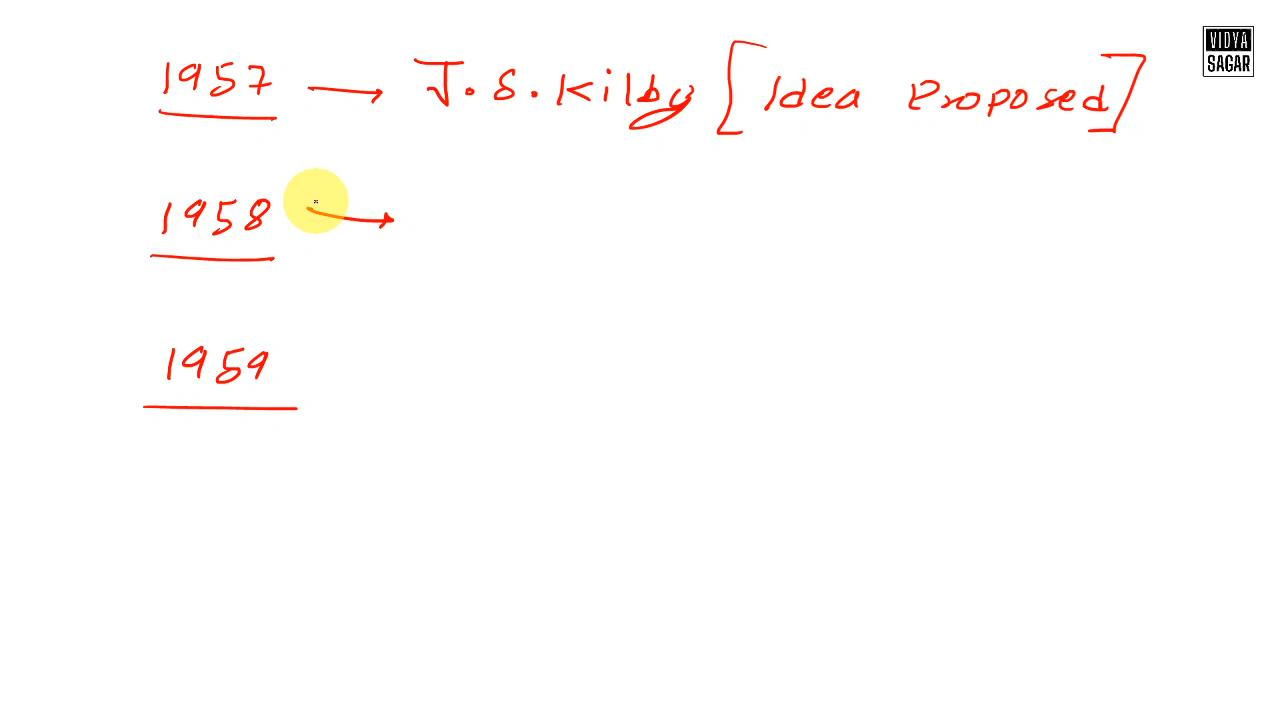 VIDYA
SAGAR
1957 → J.S.Kilby [Idea Proposed]
1958 →
1959